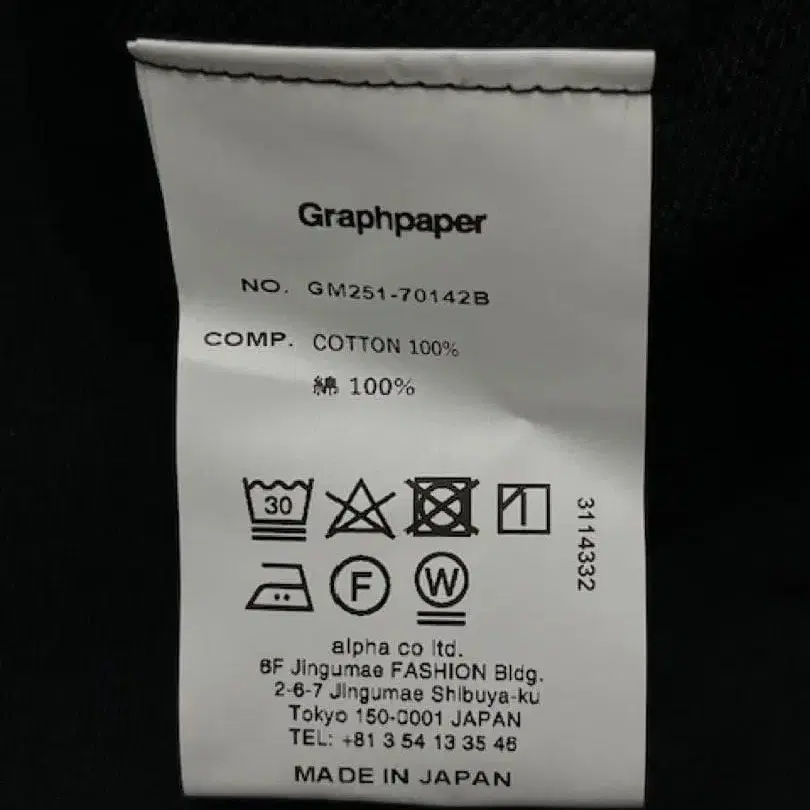 Graphpaper
NO. GM251-70142B
COMP. COTTON 100%
綿 100%
30
3114332
F
W
alpha co ltd.
6F Jingumae FASHION Bldg.
2-6-7 Jingumae Shibuya-ku
Tokyo 150-0001 JAPAN
TEL: +81 3 54 13 35 46
MADE IN JAPAN